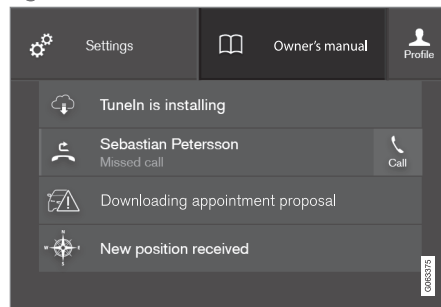 Settings
Owner's manual
Profile
TuneIn is installing
Sebastian Petersson
Missed call
Call
Downloading appointment proposal
New position received
G063375